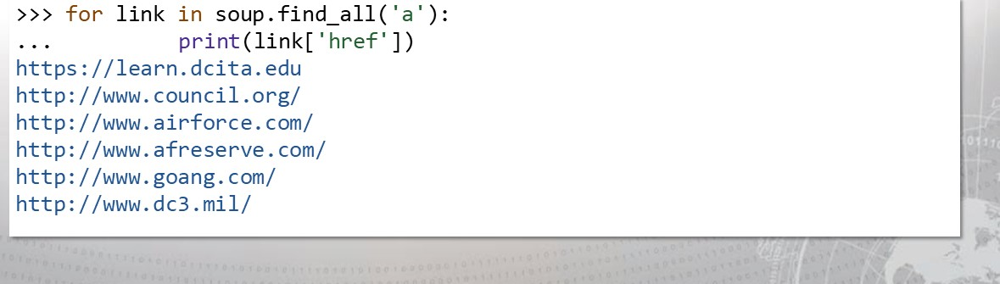 >>> for link in soup.find_all('a'):
...          print(link['href'])
https://learn.dcita.edu
http://www.council.org/
http://www.airforce.com/
http://www.afreserve.com/
http://www.goang.com/
http://www.dc3.mil/